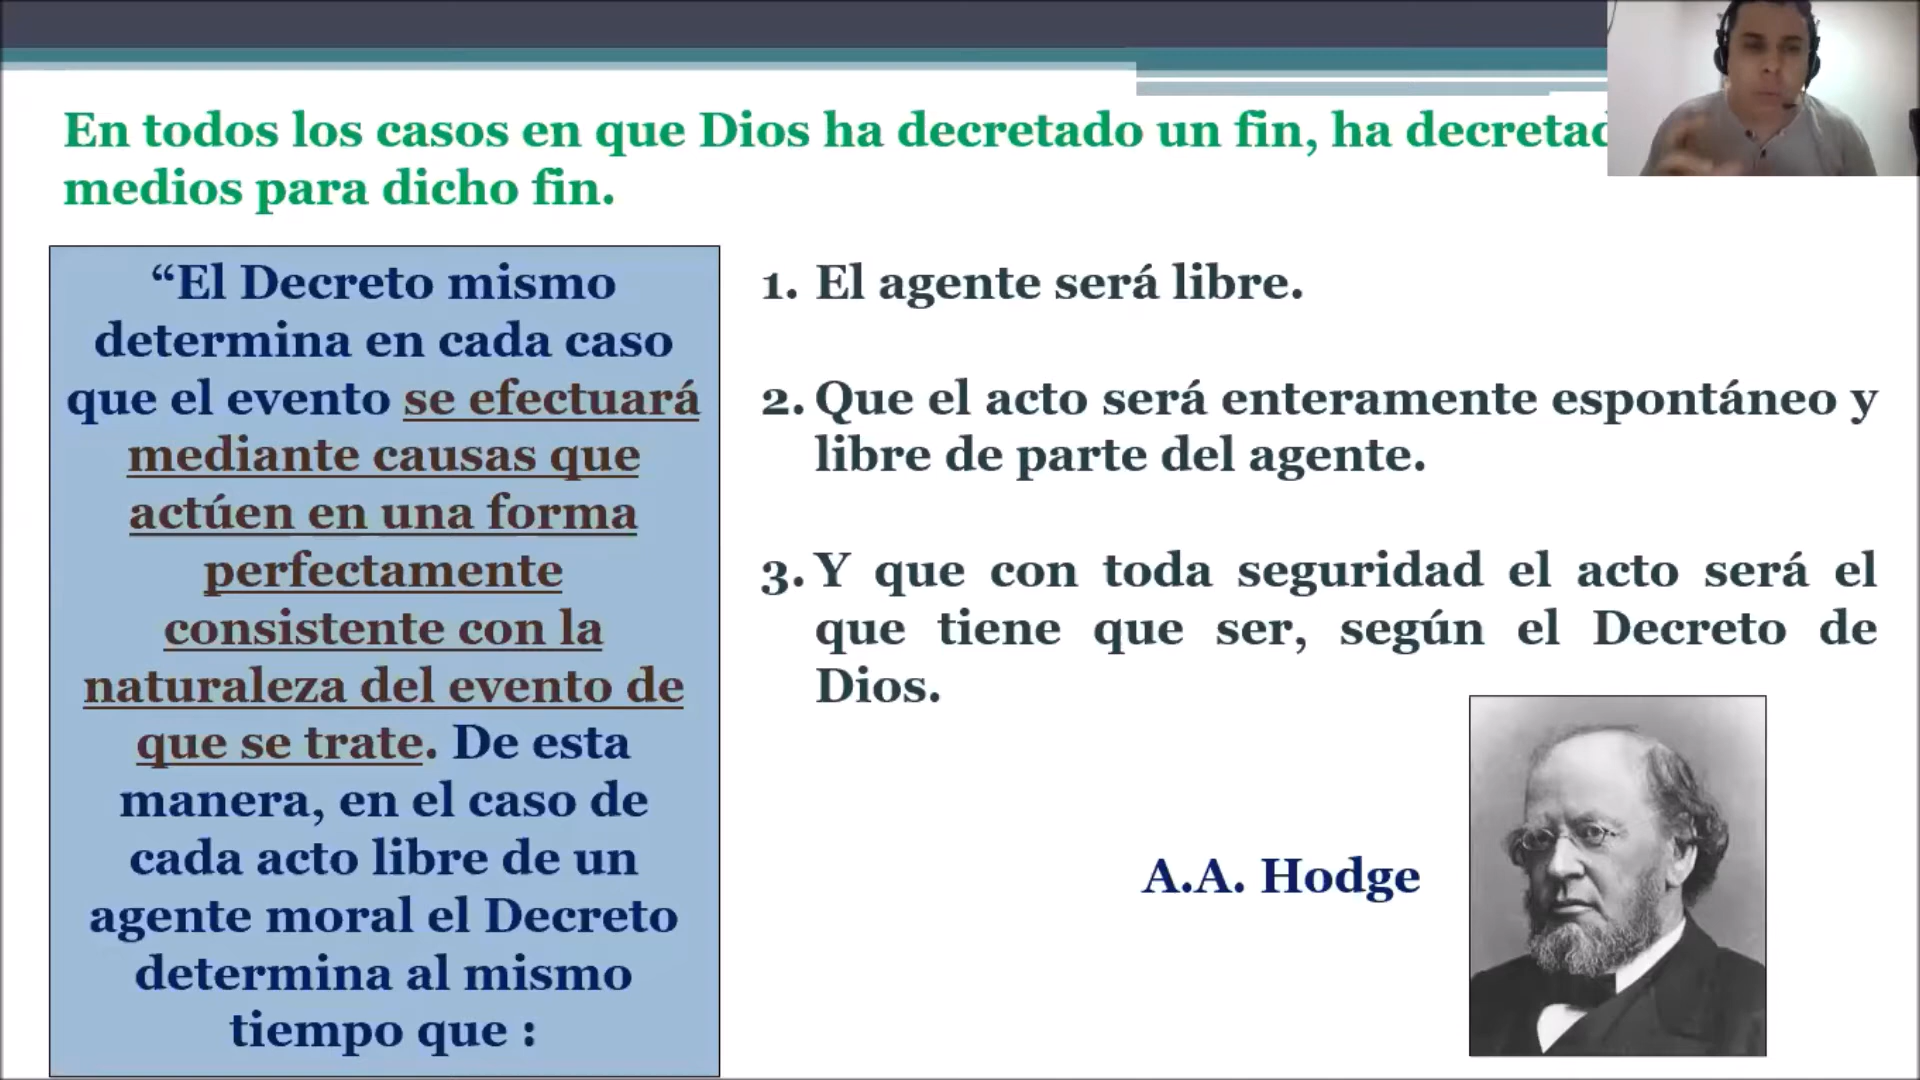 En todos los casos en que Dios ha decretado un fin, ha
medios para dicho fin.
“El Decreto mismo
determina en cada caso
que el evento se efectuará
mediante causas que
actúen en una forma
perfectamente
consistente con la
naturaleza del evento de
que se trate. De esta
manera, en el caso de
cada acto libre de un
agente moral el Decreto
determina al mismo
tiempo que :
1. El agente será libre.
2. Que el acto será enteramente espontáneo y
libre de parte del agente.
3. Y que con toda seguridad el acto será el
que tiene que ser, según el Decreto de
Dios.
A.A. Hodge